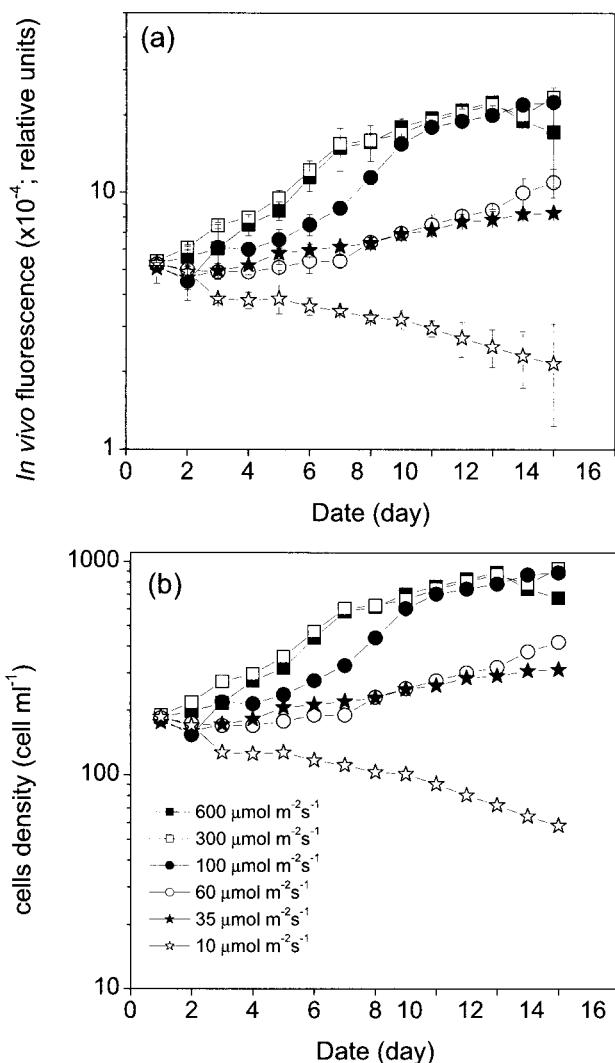 (a)
In vivo fluorescence (x10⁻⁴; relative units)
10
1
0 2 4 6 8 10 12 14 16
Date (day)
(b)
cells density (cell ml⁻¹)
1000
100
10
600 μmol m⁻²s⁻¹
300 μmol m⁻²s⁻¹
100 μmol m⁻²s⁻¹
60 μmol m⁻²s⁻¹
35 μmol m⁻²s⁻¹
10 μmol m⁻²s⁻¹
0 2 4 6 8 10 12 14 16
Date (day)